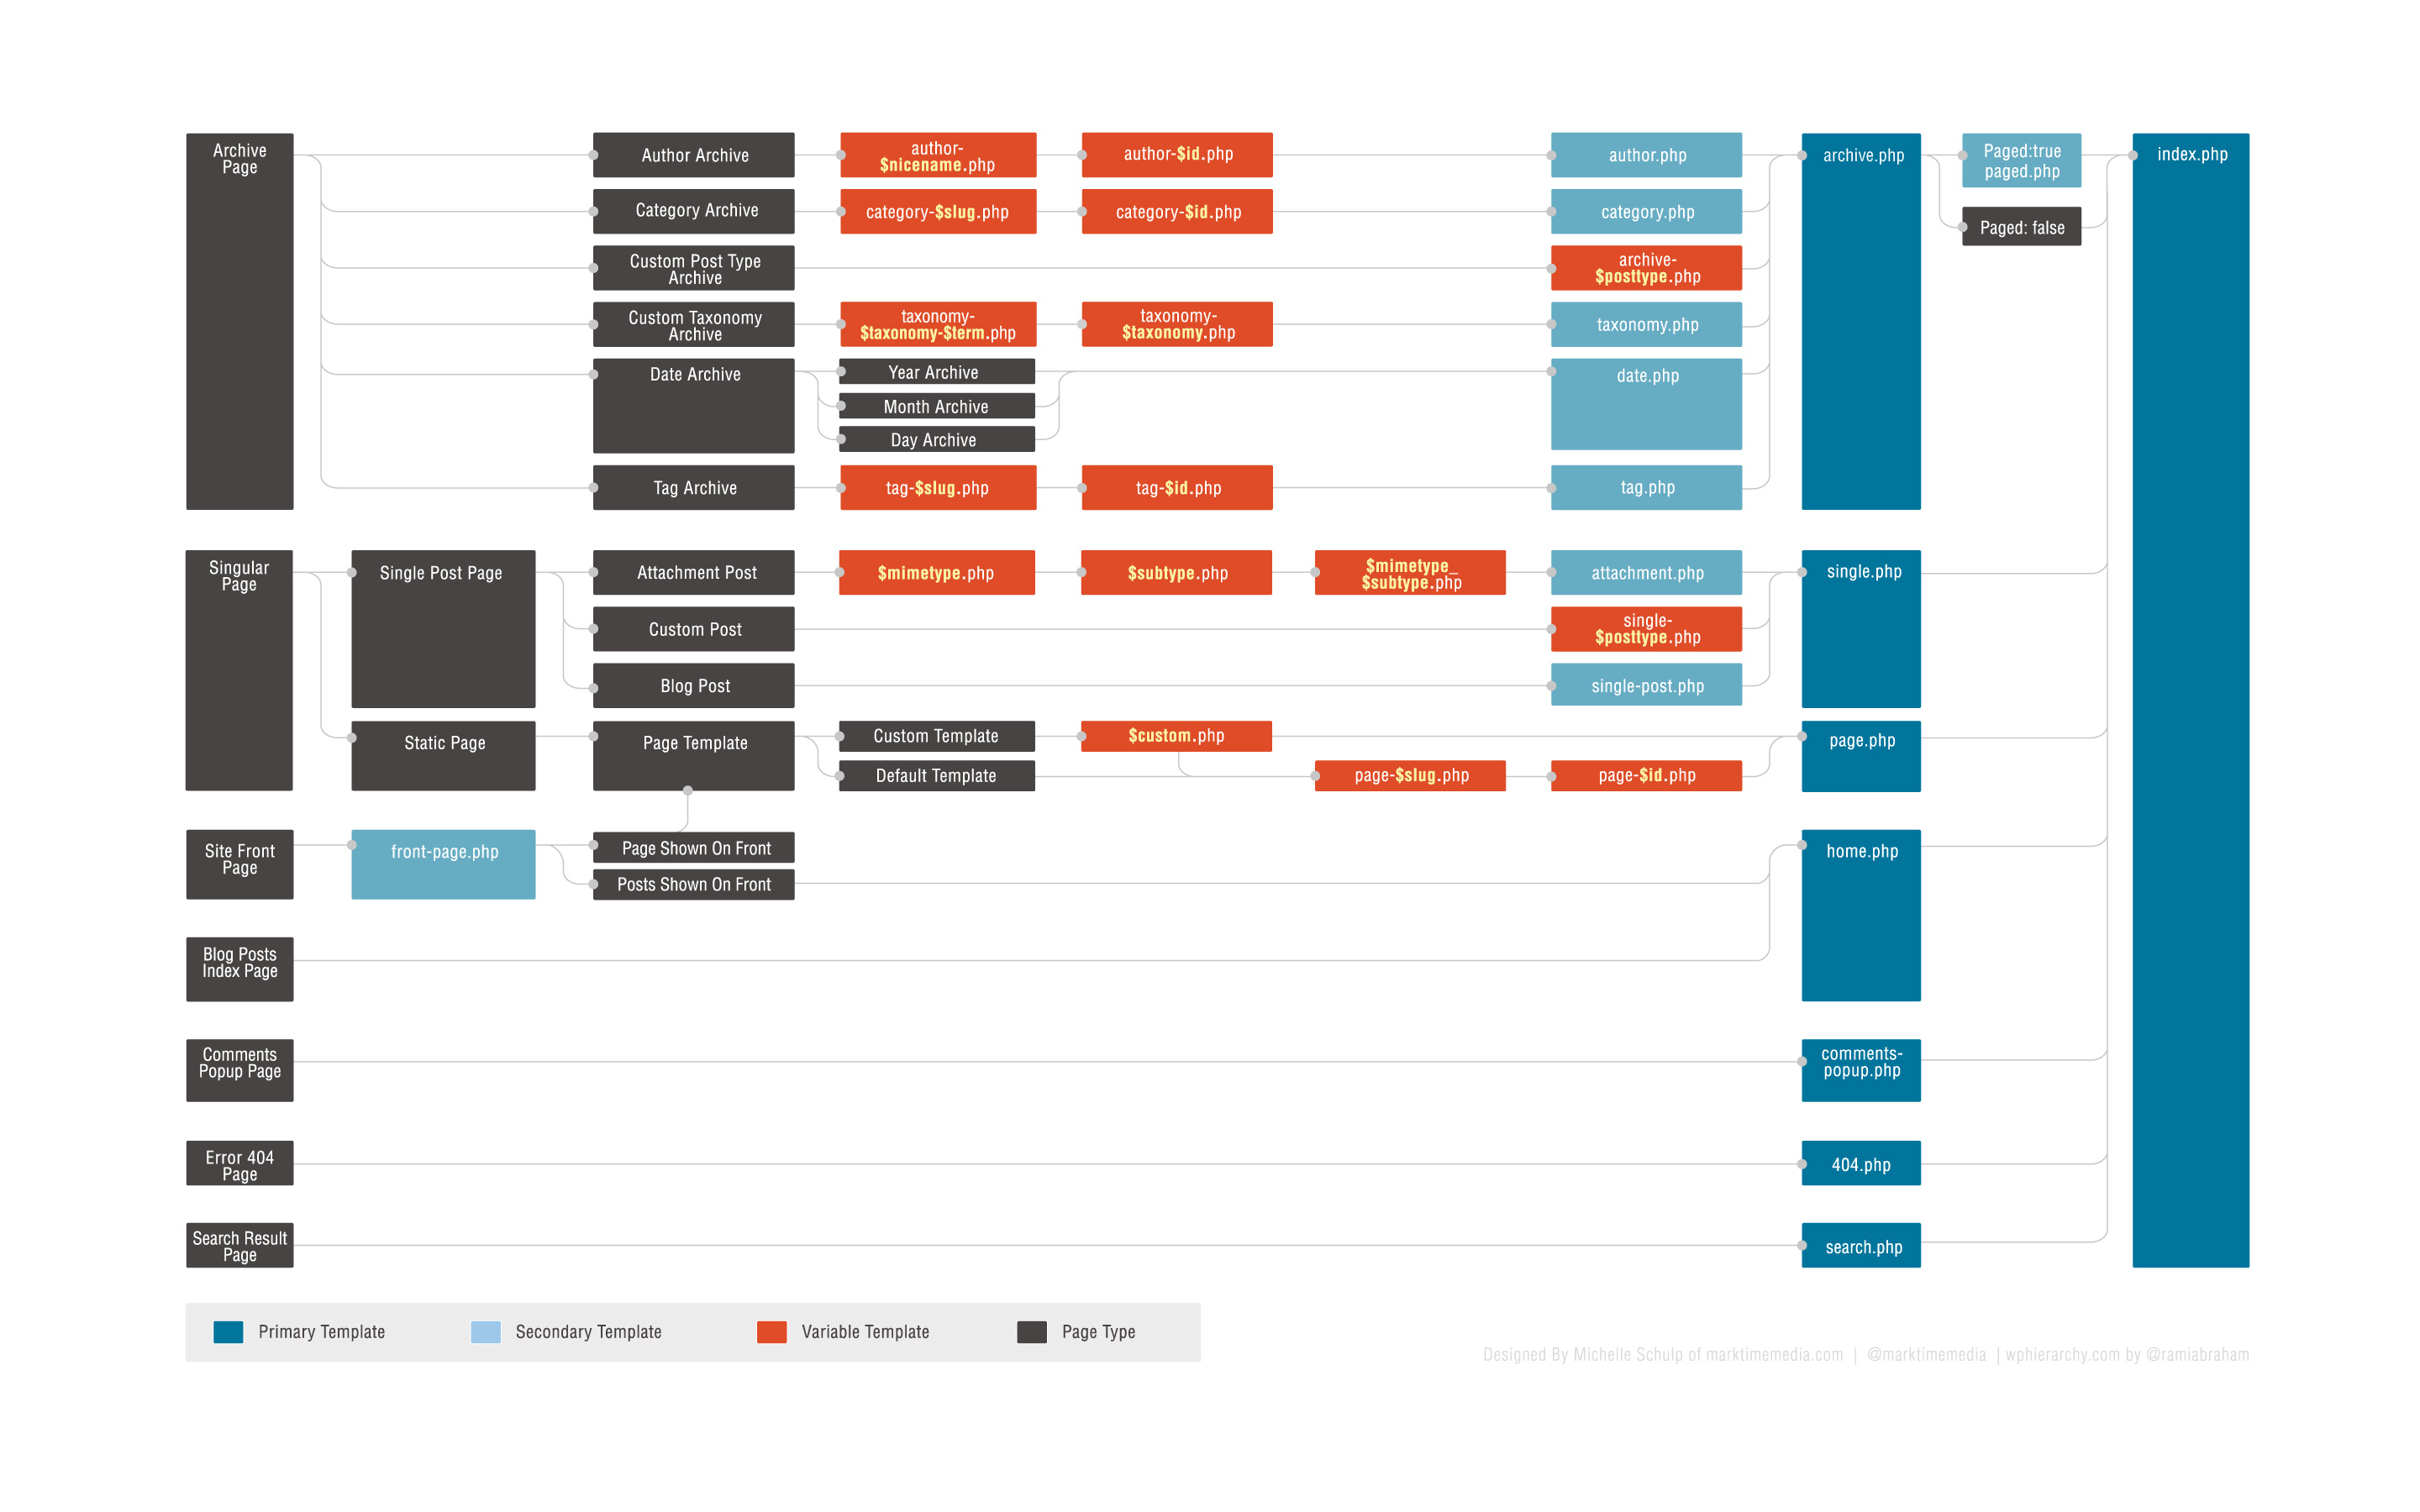 Archive
Page
Author Archive
author-
$nicename.php
author-$id.php
author.php
archive.php
Paged:true
paged.php
index.php
Category Archive
category-$slug.php
category-$id.php
category.php
Paged: false
Custom Post Type
Archive
archive-
$posttype.php
Custom Taxonomy
Archive
taxonomy-
$taxonomy-$term.php
taxonomy-
$taxonomy.php
taxonomy.php
Date Archive
Year Archive
date.php
Month Archive
Day Archive
Tag Archive
tag-$slug.php
tag-$id.php
tag.php
Singular
Page
Single Post Page
Attachment Post
$mimetype.php
$subtype.php
$mimetype_
$subtype.php
attachment.php
single.php
Custom Post
single-
$posttype.php
Blog Post
single-post.php
Static Page
Page Template
Custom Template
$custom.php
page.php
Default Template
page-$slug.php
page-$id.php
Site Front
Page
front-page.php
Page Shown On Front
home.php
Posts Shown On Front
Blog Posts
Index Page
Comments
Popup Page
comments-
popup.php
Error 404
Page
404.php
Search Result
Page
search.php
Primary Template
Secondary Template
Variable Template
Page Type
Designed By Michelle Schulp of marktimemedia.com | @marktimemedia | wphierarchy.com by @ramiabraham